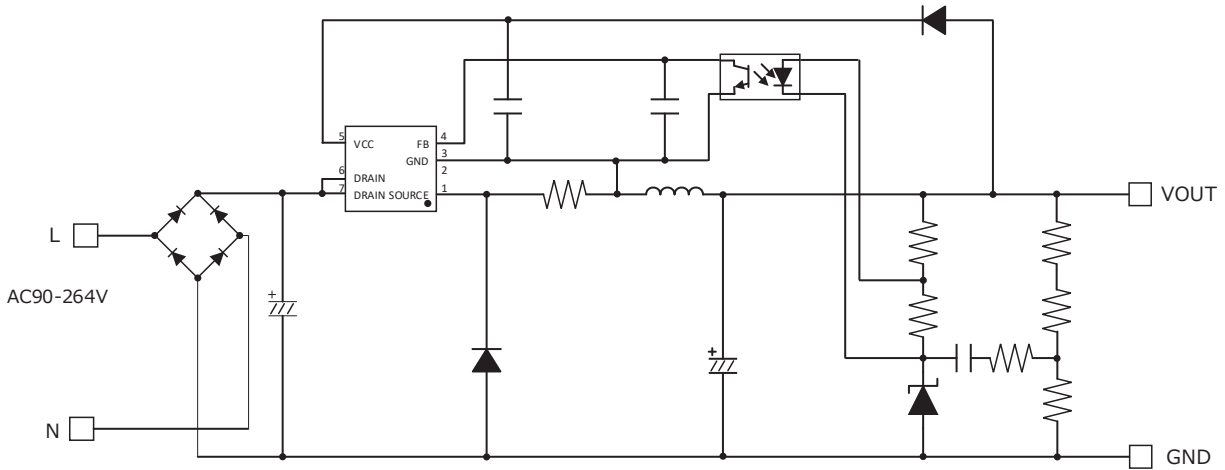 5 VCC FB 4
GND 3
6 DRAIN 2
7 DRAIN SOURCE 1
VOUT
L
AC90-264V
+
+
N
GND